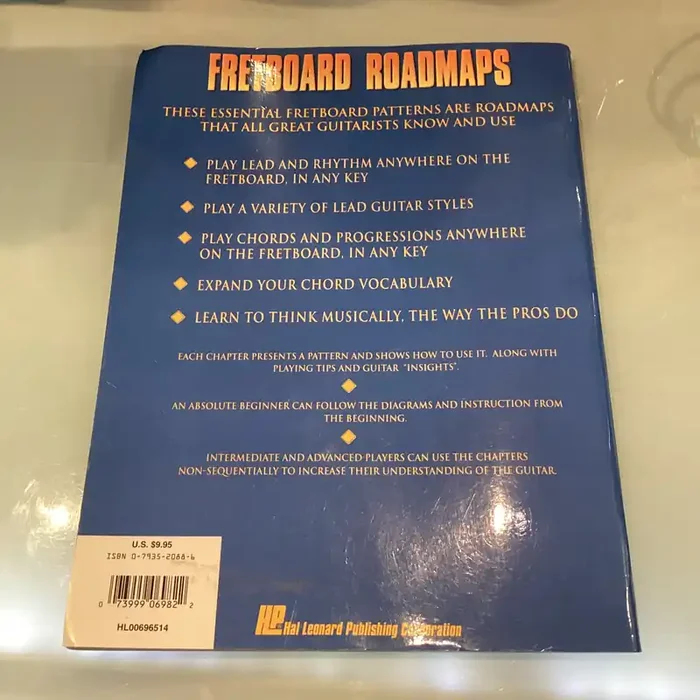 FRETBOARD ROADMAPS
THESE ESSENTIAL FRETBOARD PATTERNS ARE ROADMAPS
THAT ALL GREAT GUITARISTS KNOW AND USE
PLAY LEAD AND RHYTHM ANYWHERE ON THE
FRETBOARD, IN ANY KEY
PLAY A VARIETY OF LEAD GUITAR STYLES
PLAY CHORDS AND PROGRESSIONS ANYWHERE
ON THE FRETBOARD, IN ANY KEY
EXPAND YOUR CHORD VOCABULARY
LEARN TO THINK MUSICALLY, THE WAY THE PROS DO
EACH CHAPTER PRESENTS A PATTERN AND SHOWS HOW TO USE IT. ALONG WITH
PLAYING TIPS AND GUITAR "INSIGHTS".
AN ABSOLUTE BEGINNER CAN FOLLOW THE DIAGRAMS AND INSTRUCTION FROM
THE BEGINNING.
INTERMEDIATE AND ADVANCED PLAYERS CAN USE THE CHAPTERS
NON-SEQUENTIALLY TO INCREASE THEIR UNDERSTANDING OF THE GUITAR.
U.S. $9.95
ISBN 0-7935-2066-6
0 73999 06982 2
HL00696514
HL Hal Leonard Publishing Corporation